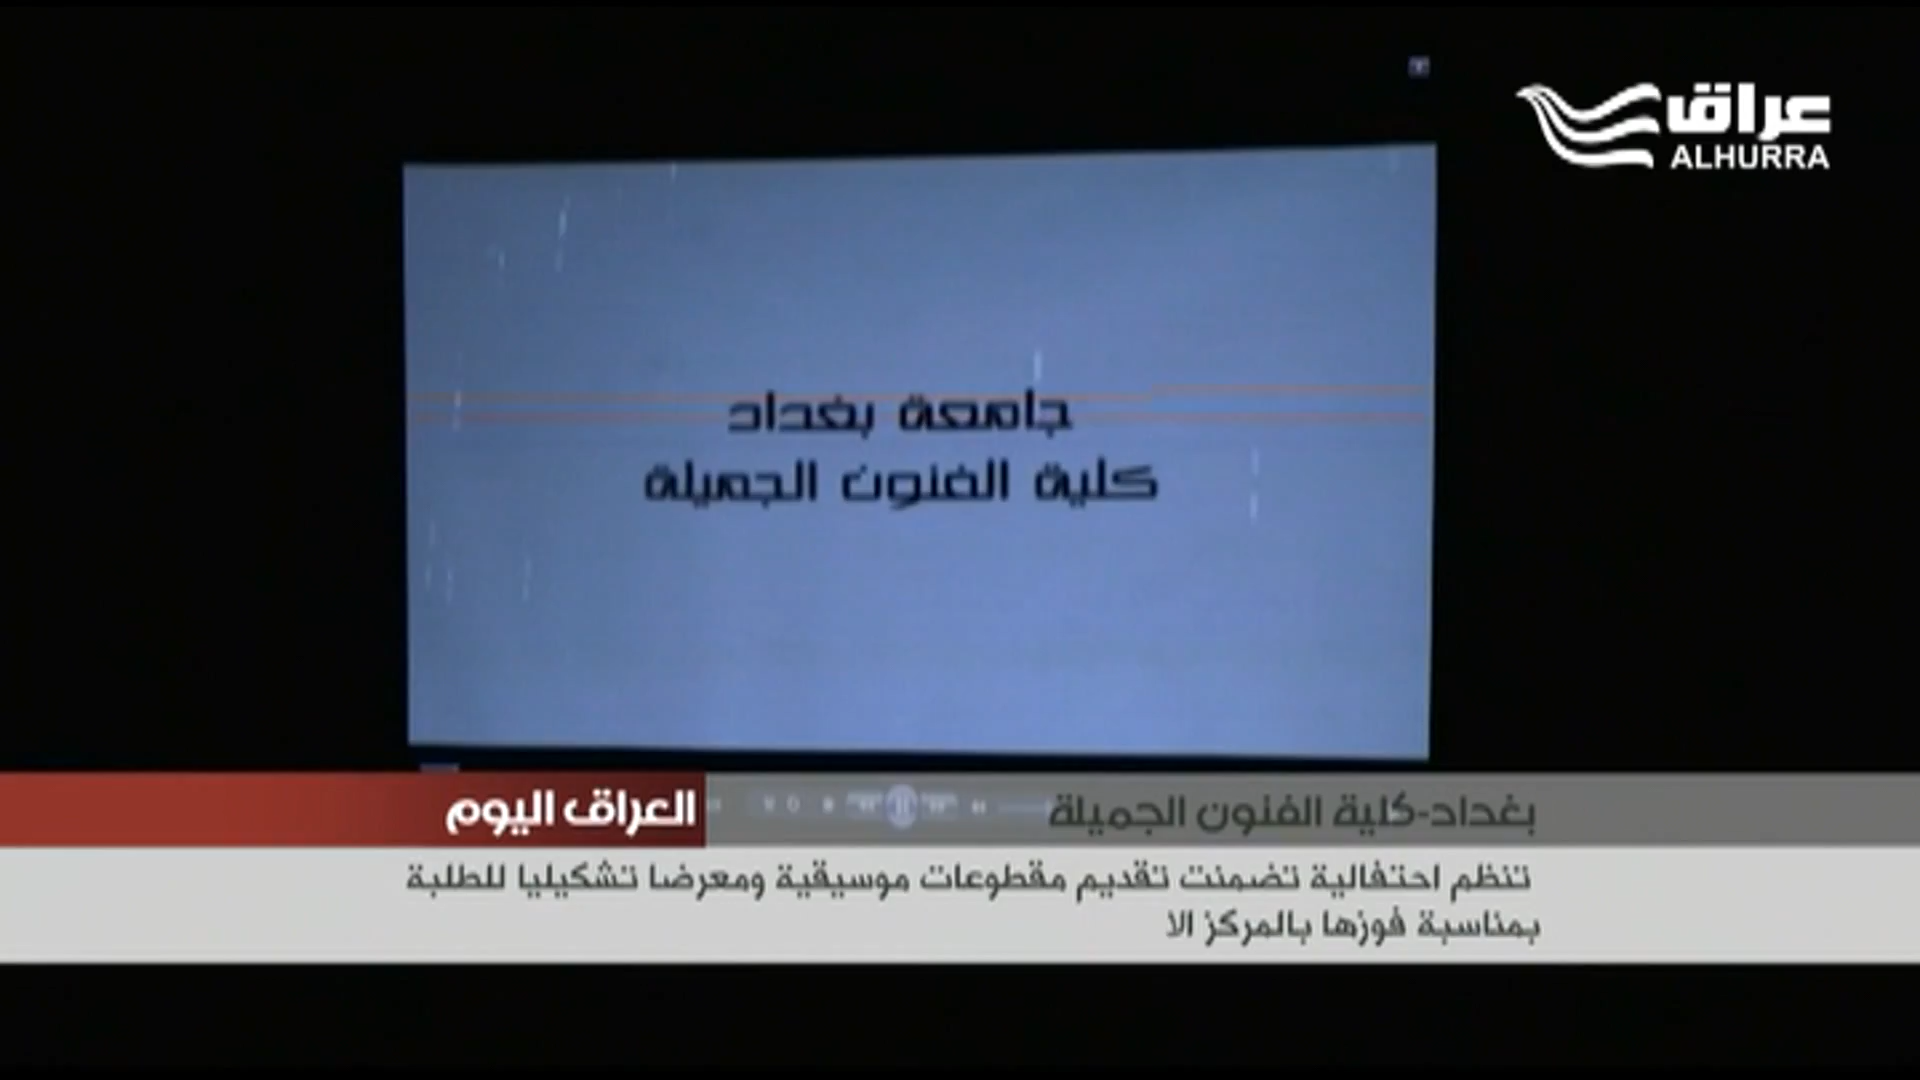 عراق
ALHURRA
جامعة بغداد
كلية الفنون الجميلة
العراق اليوم
بغداد-كلية الفنون الجميلة
تنظم احتفالية تضمنت تقديم مقطوعات موسيقية ومعرضا تشكيليا للطلبة
بمناسبة فوزها بالمركز الا